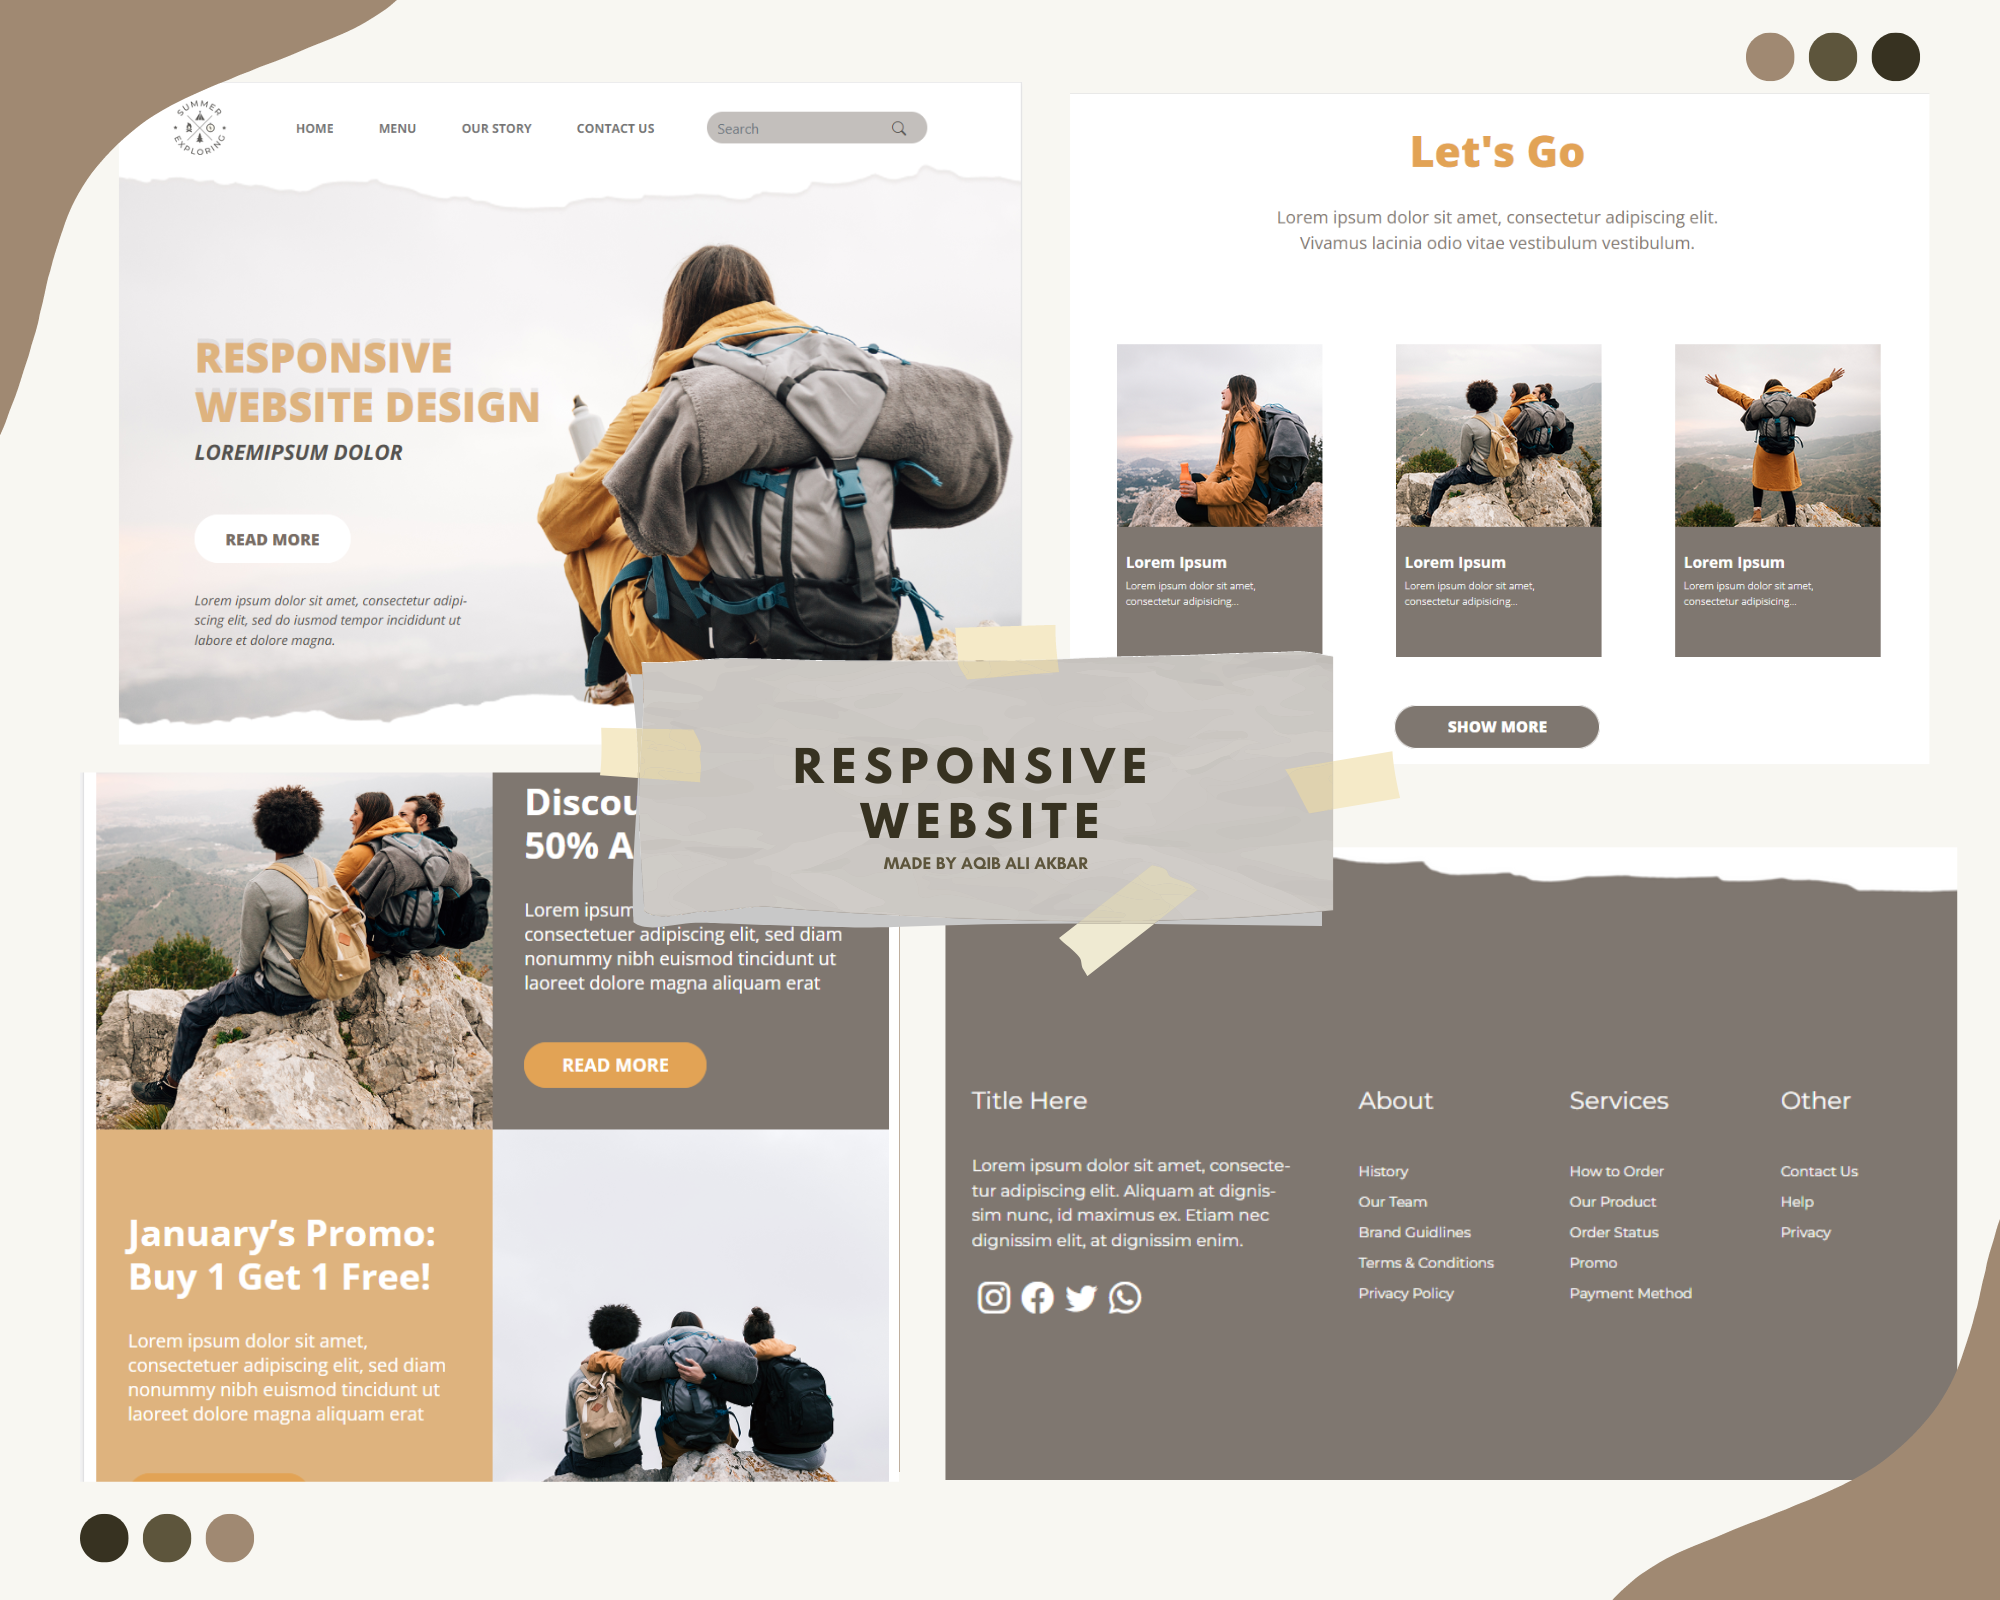 SUMMER
EXPLORING
HOME
MENU
OUR STORY
CONTACT US
Search
RESPONSIVE
WEBSITE DESIGN
LOREMIPSUM DOLOR
READ MORE
Lorem ipsum dolor sit amet, consectetur adipi-
scing elit, sed do iusmod tempor incididunt ut
labore et dolore magna.
Let's Go
Lorem ipsum dolor sit amet, consectetur adipiscing elit.
Vivamus lacinia odio vitae vestibulum vestibulum.
Lorem Ipsum
Lorem ipsum dolor sit amet,
consectetur adipisicing...
Lorem Ipsum
Lorem ipsum dolor sit amet,
consectetur adipisicing...
Lorem Ipsum
Lorem ipsum dolor sit amet,
consectetur adipisicing...
SHOW MORE
RESPONSIVE
WEBSITE
MADE BY AQIB ALI AKBAR
50%
Lorem ipsum
consectetuer adipiscing elit, sed diam
nonummy nibh euismod tincidunt ut
laoreet dolore magna aliquam erat
READ MORE
January’s Promo:
Buy 1 Get 1 Free!
Lorem ipsum dolor sit amet,
consectetuer adipiscing elit, sed diam
nonummy nibh euismod tincidunt ut
laoreet dolore magna aliquam erat
Title Here
Lorem ipsum dolor sit amet, consecte-
tur adipiscing elit. Aliquam at dignis-
sim nunc, id maximus ex. Etiam nec
dignissim elit, at dignissim enim.
About
History
Our Team
Brand Guidlines
Terms & Conditions
Privacy Policy
Services
How to Order
Our Product
Order Status
Promo
Payment Method
Other
Contact Us
Help
Privacy